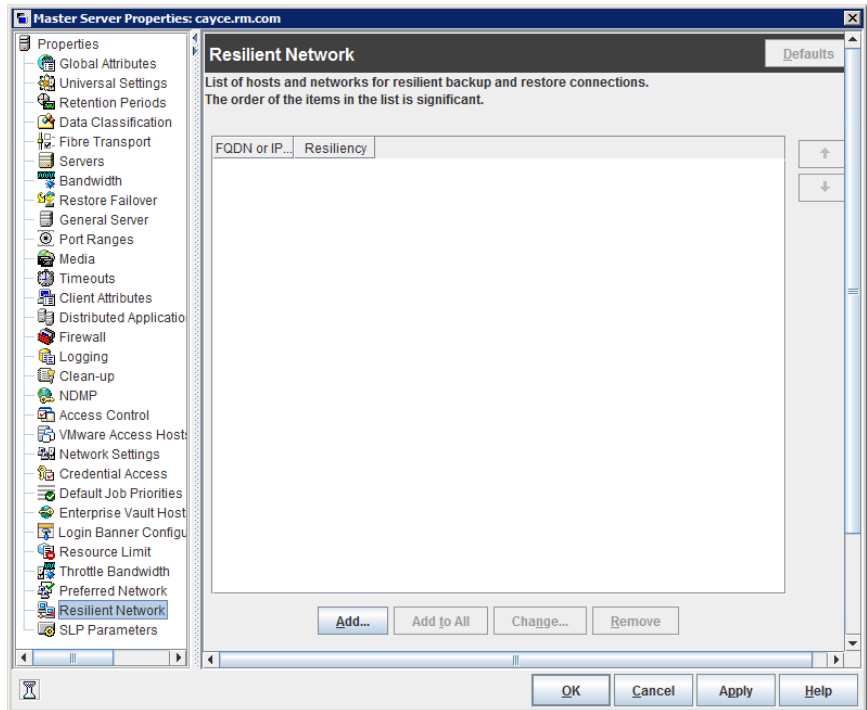 Master Server Properties: cayce.rm.com
Properties
Global Attributes
Universal Settings
Retention Periods
Data Classification
Fibre Transport
Servers
Bandwidth
Restore Failover
General Server
Port Ranges
Media
Timeouts
Client Attributes
Distributed Applicatio
Firewall
Logging
Clean-up
NDMP
Access Control
VMware Access Hosts
Network Settings
Credential Access
Default Job Priorities
Enterprise Vault Host
Login Banner Configu
Resource Limit
Throttle Bandwidth
Preferred Network
Resilient Network
SLP Parameters
Resilient Network
Defaults
List of hosts and networks for resilient backup and restore connections.
The order of the items in the list is significant.
FQDN or IP... Resiliency
Add... Add to All Change... Remove
OK Cancel Apply Help